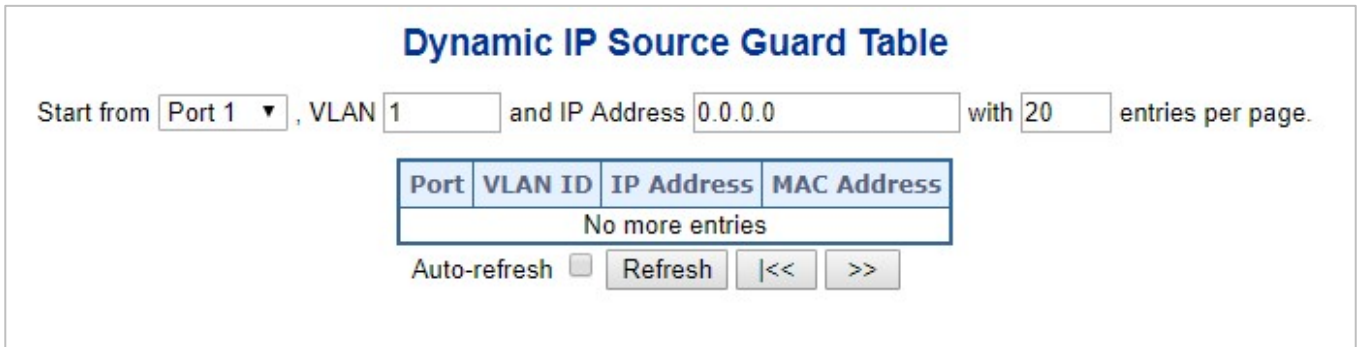 Dynamic IP Source Guard Table
Start from Port 1 ▼ , VLAN 1 and IP Address 0.0.0.0 with 20 entries per page.
Port VLAN ID IP Address MAC Address
No more entries
Auto-refresh Refresh |<< >>